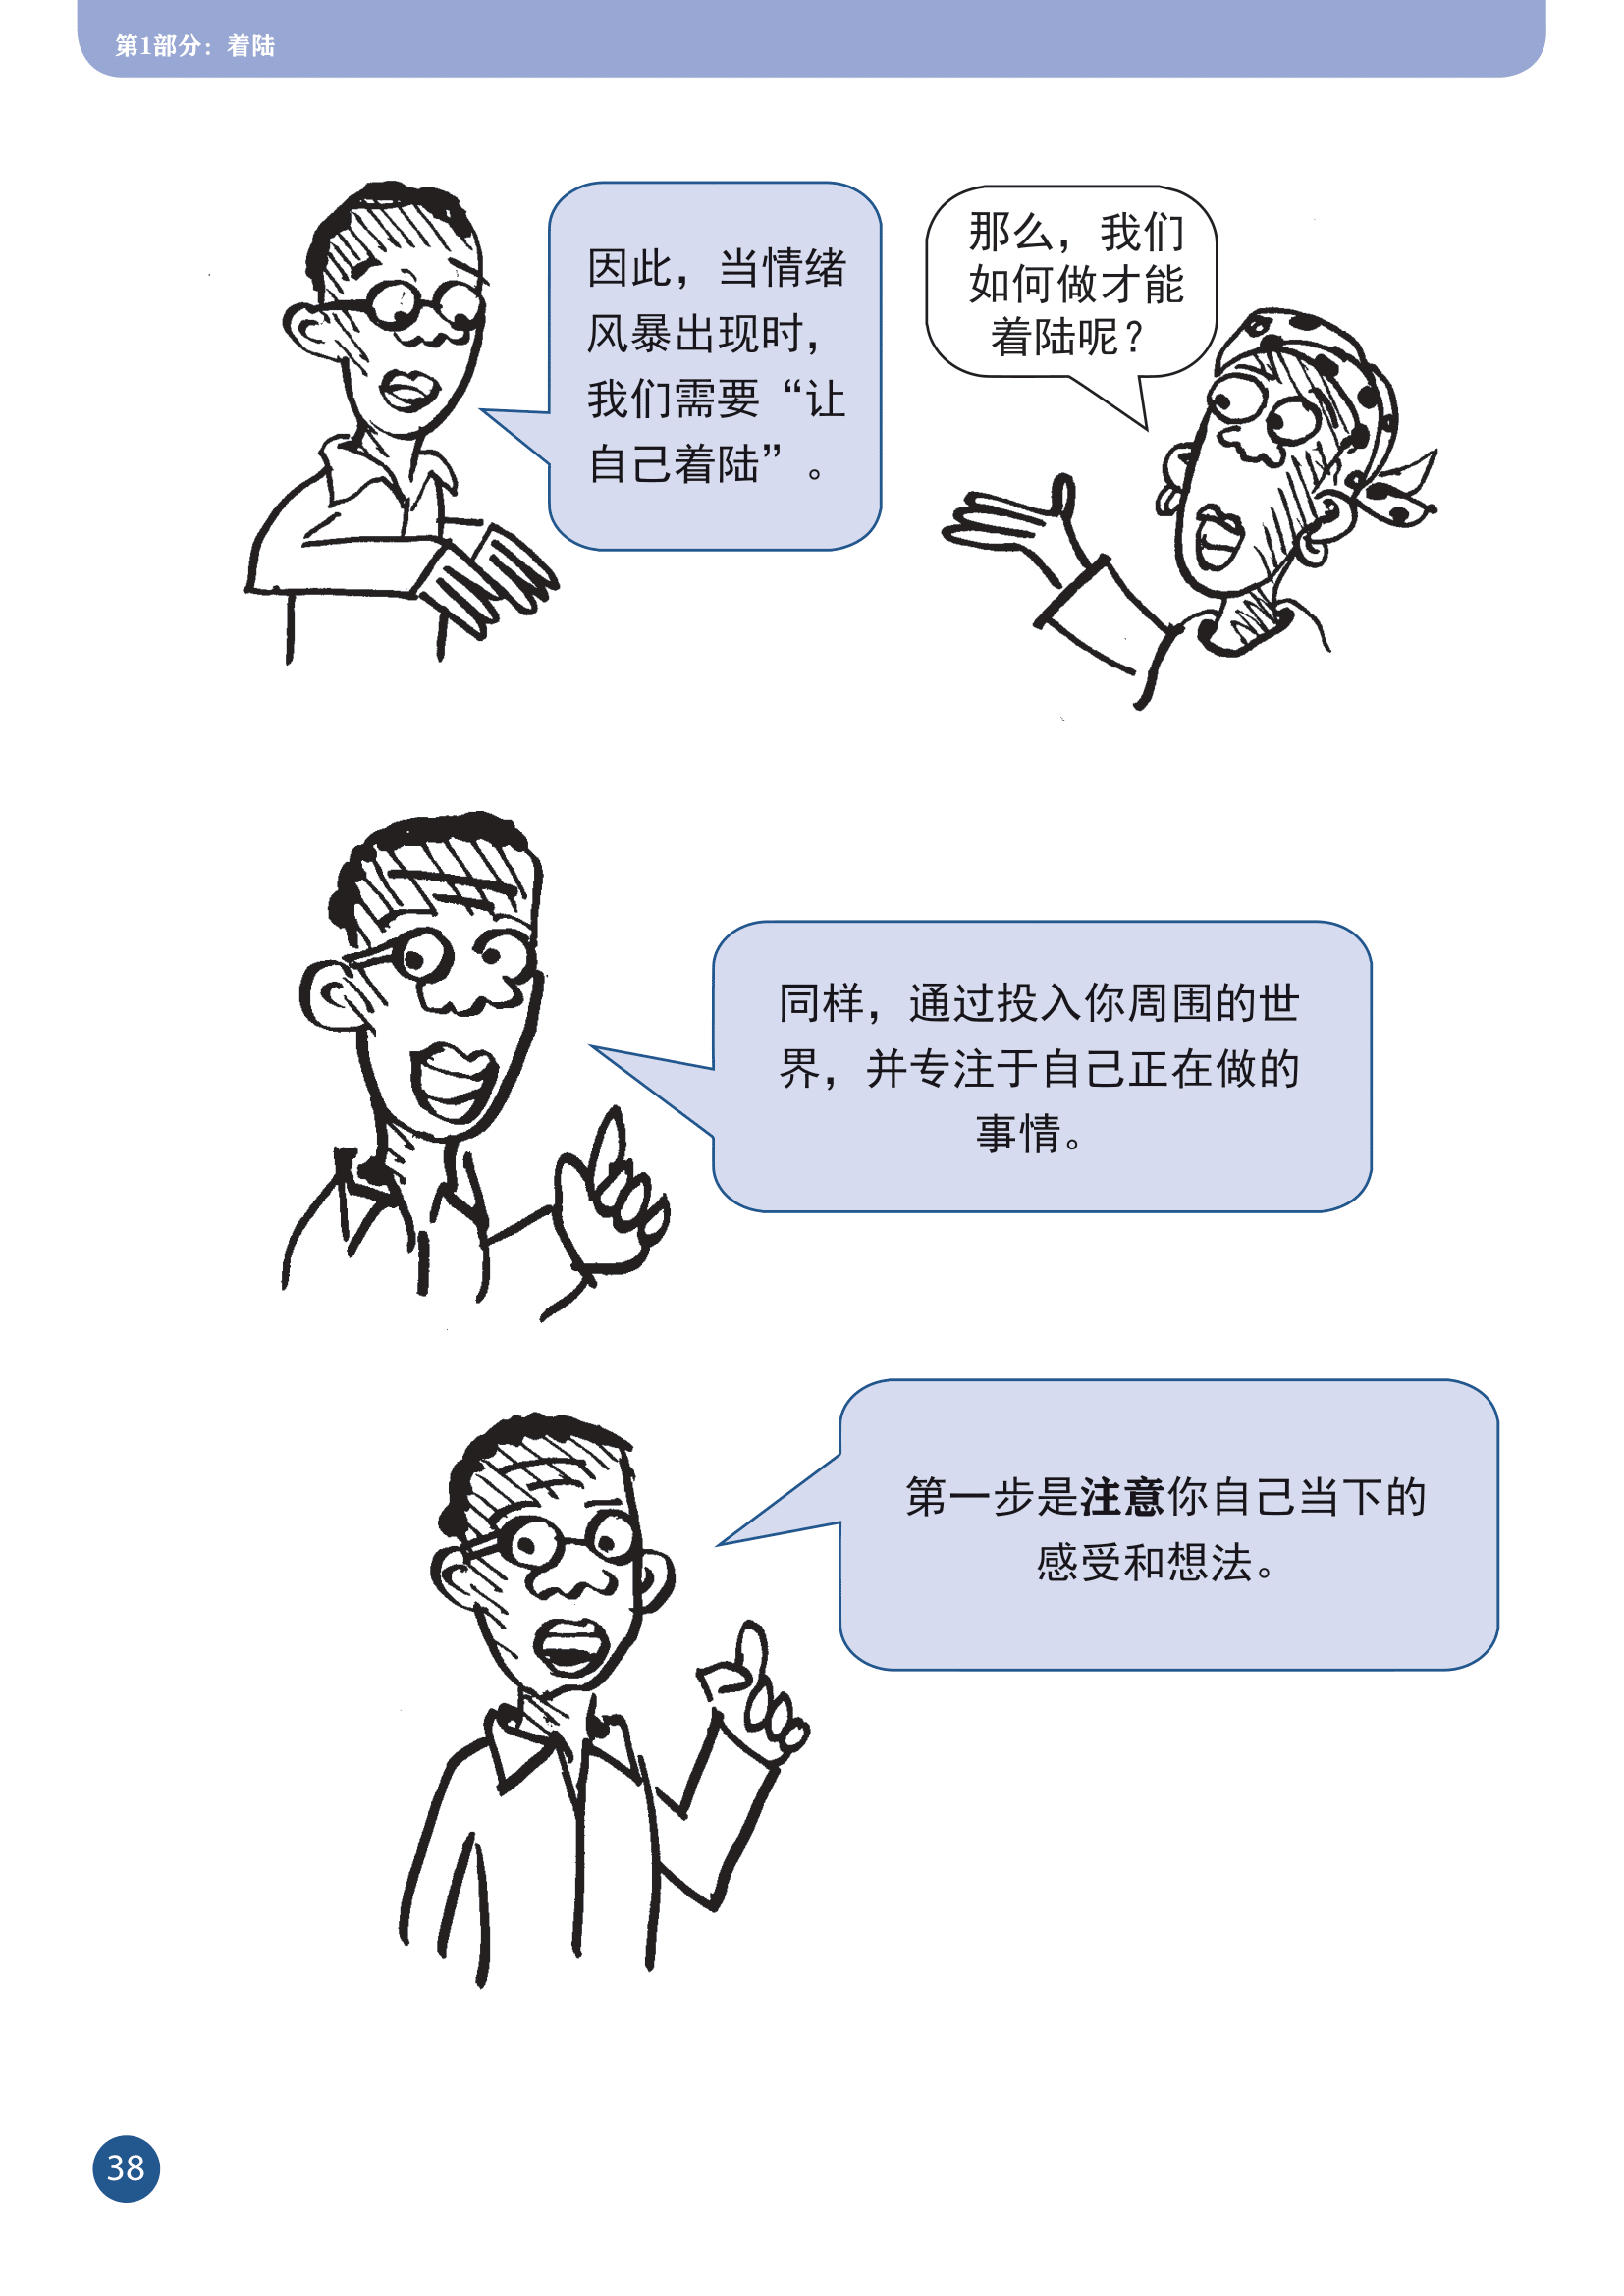 第1部分：着陆
因此，当情绪
风暴出现时，
我们需要“让
自己着陆”。
那么，我们
如何做才能
着陆呢？
同样，通过投入你周围的世
界，并专注于自己正在做的
事情。
第一步是注意你自己当下的
感受和想法。
38